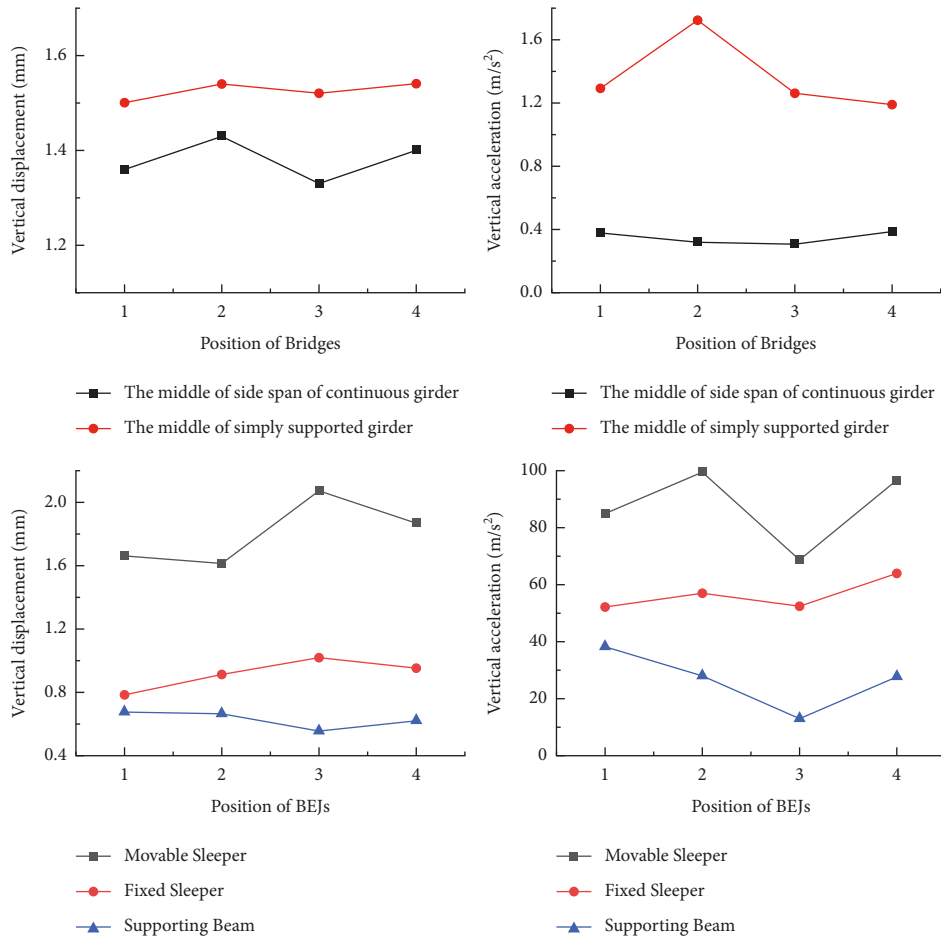 1.6
1.4
1.2
Vertical displacement (mm)
1 2 3 4
Position of Bridges
The middle of side span of continuous girder
The middle of simply supported girder
1.6
1.2
0.8
0.4
0.0
Vertical acceleration (m/s²)
1 2 3 4
Position of Bridges
The middle of side span of continuous girder
The middle of simply supported girder
2.0
1.6
1.2
0.8
0.4
Vertical displacement (mm)
1 2 3 4
Position of BEJs
Movable Sleeper
Fixed Sleeper
Supporting Beam
100
80
60
40
20
0
Vertical acceleration (m/s²)
1 2 3 4
Position of BEJs
Movable Sleeper
Fixed Sleeper
Supporting Beam